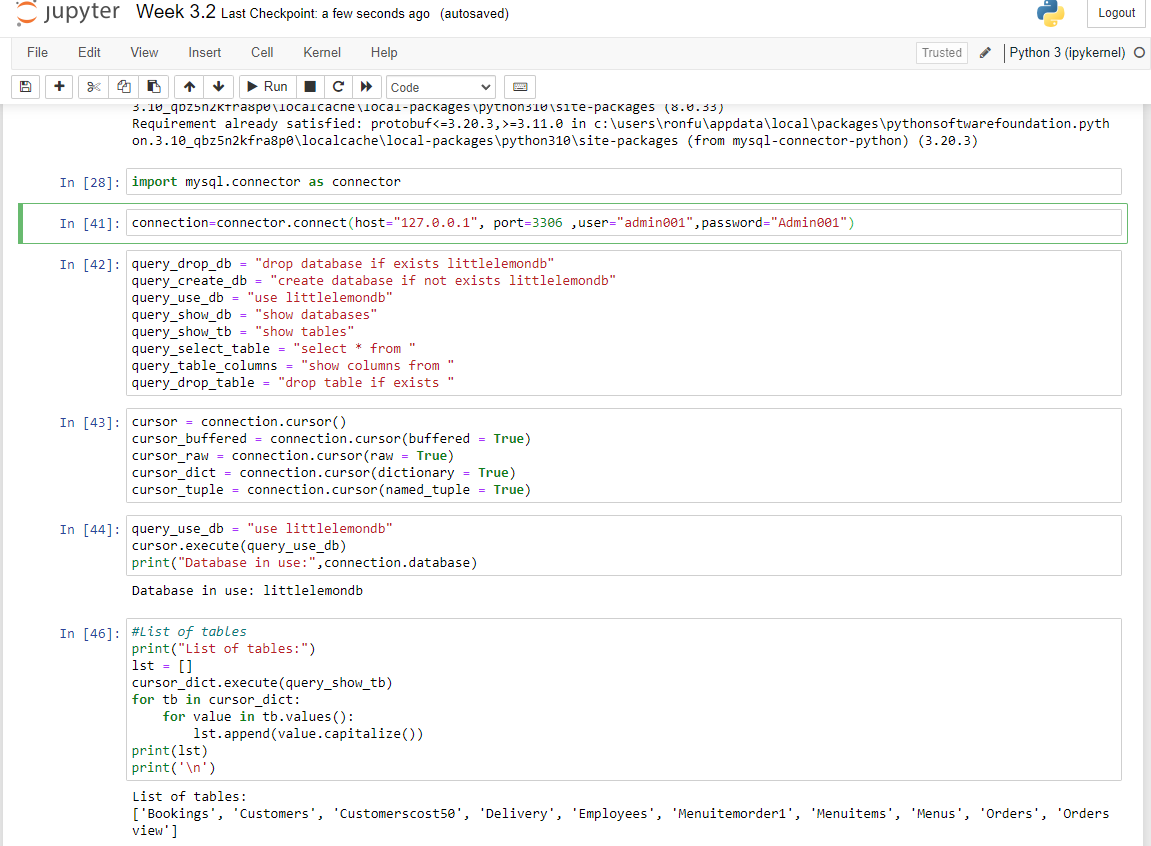 jupyter Week 3.2 Last Checkpoint: a few seconds ago (autosaved) Logout
File Edit View Insert Cell Kernel Help Trusted Python 3 (ipykernel)
Run Code
3.10_qbz5n2kfra8p0\localcache\local-packages\python310\site-packages (8.0.33)
Requirement already satisfied: protobuf<=3.20.3,>=3.11.0 in c:\users\ronfu\appdata\local\packages\pythonsoftwarefoundation.pyth
on.3.10_qbz5n2kfra8p0\localcache\local-packages\python310\site-packages (from mysql-connector-python) (3.20.3)
In [28]: import mysql.connector as connector
In [41]: connection=connector.connect(host="127.0.0.1", port=3306 ,user="admin001",password="Admin001")
In [42]: query_drop_db = "drop database if exists littlelemondb"
query_create_db = "create database if not exists littlelemondb"
query_use_db = "use littlelemondb"
query_show_db = "show databases"
query_show_tb = "show tables"
query_select_table = "select * from "
query_table_columns = "show columns from "
query_drop_table = "drop table if exists "
In [43]: cursor = connection.cursor()
cursor_buffered = connection.cursor(buffered = True)
cursor_raw = connection.cursor(raw = True)
cursor_dict = connection.cursor(dictionary = True)
cursor_tuple = connection.cursor(named_tuple = True)
In [44]: query_use_db = "use littlelemondb"
cursor.execute(query_use_db)
print("Database in use:",connection.database)
Database in use: littlelemondb
In [46]: #List of tables
print("List of tables:")
lst = []
cursor_dict.execute(query_show_tb)
for tb in cursor_dict:
    for value in tb.values():
        lst.append(value.capitalize())
print(lst)
print('\n')
List of tables:
['Bookings', 'Customers', 'Customerscost50', 'Delivery', 'Employees', 'Menuitemorder1', 'Menuitems', 'Menus', 'Orders', 'Orders
view']